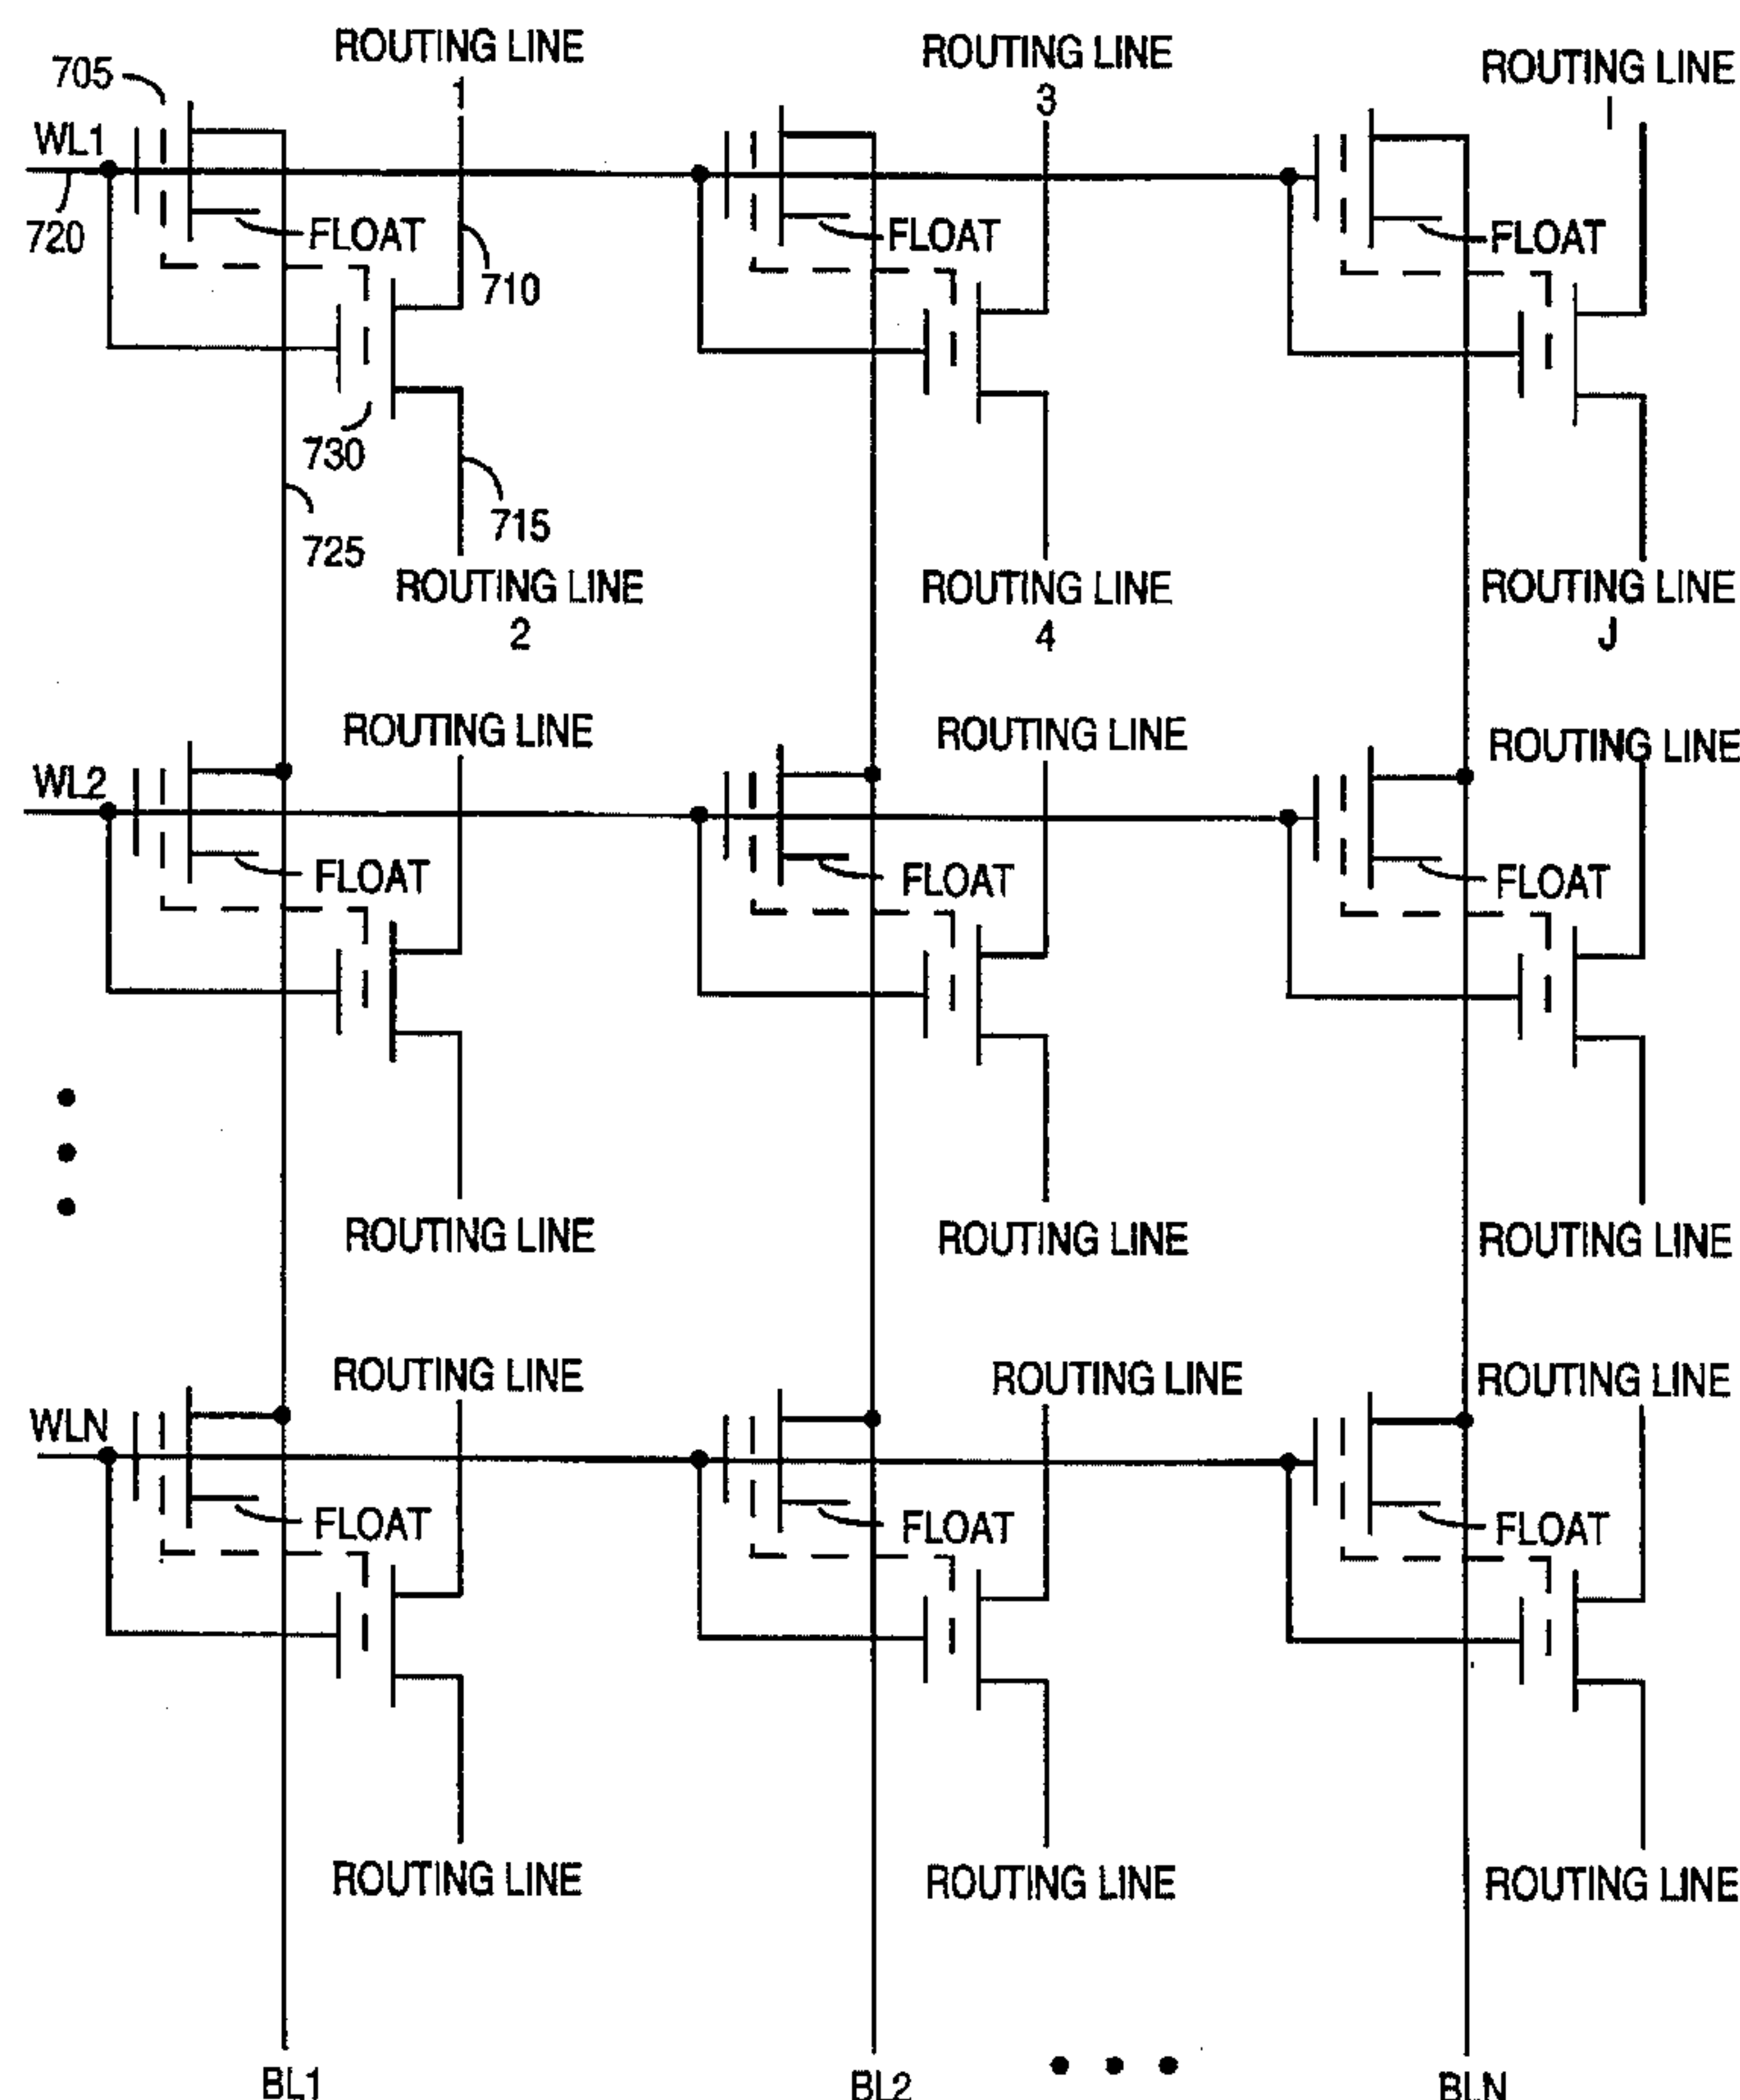 705
ROUTING LINE
1
ROUTING LINE
3
ROUTING LINE
I
WL1
720
FLOAT
710
FLOAT
FLOAT
730
725
715
ROUTING LINE
2
ROUTING LINE
4
ROUTING LINE
J
ROUTING LINE
ROUTING LINE
ROUTING LINE
WL2
FLOAT
FLOAT
FLOAT
ROUTING LINE
ROUTING LINE
ROUTING LINE
ROUTING LINE
ROUTING LINE
ROUTING LINE
WLN
FLOAT
FLOAT
FLOAT
ROUTING LINE
ROUTING LINE
ROUTING LINE
BL1
BL2
BLN